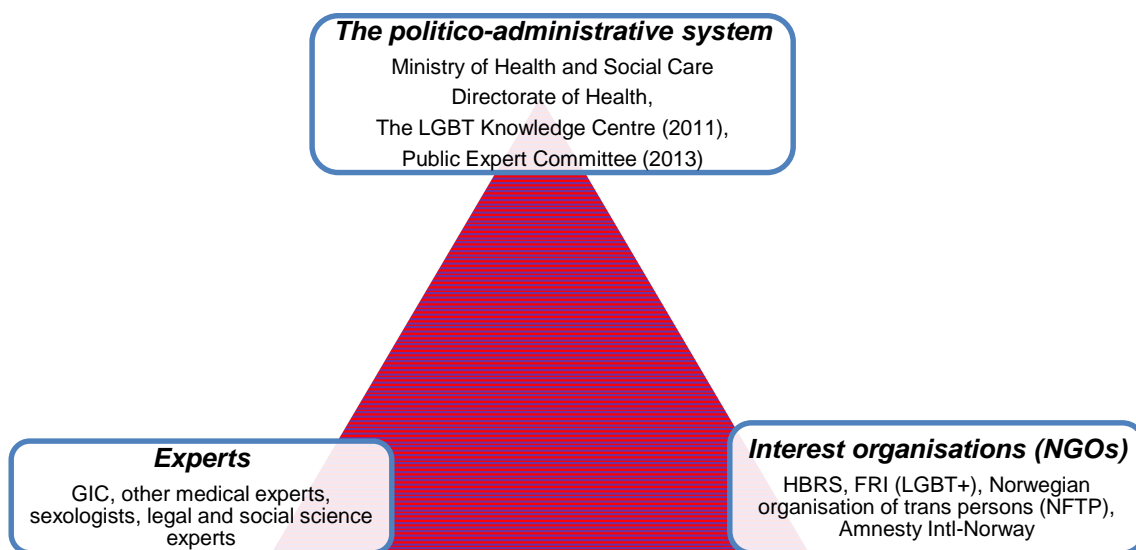 The politico-administrative system
Ministry of Health and Social Care
Directorate of Health,
The LGBT Knowledge Centre (2011),
Public Expert Committee (2013)
Experts
GIC, other medical experts,
sexologists, legal and social science
experts
Interest organisations (NGOs)
HBRS, FRI (LGBT+), Norwegian
organisation of trans persons (NFTP),
Amnesty Intl-Norway